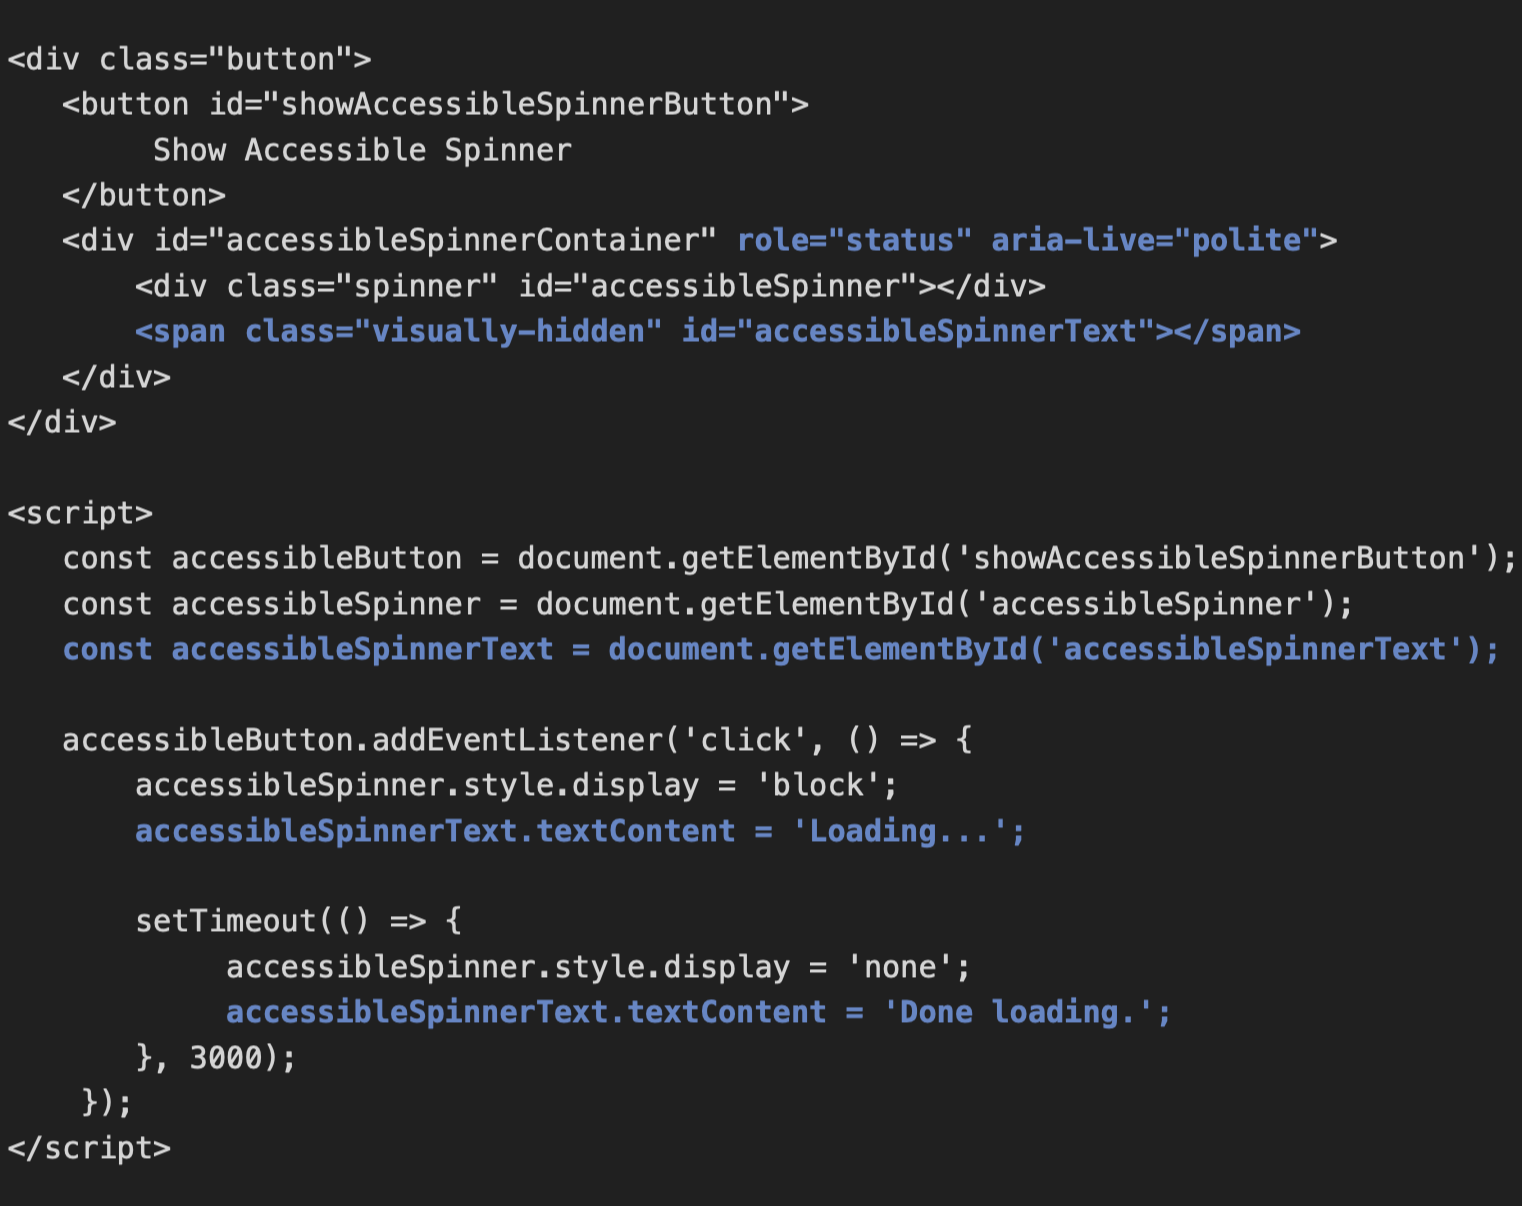 <div class="button">
   <button id="showAccessibleSpinnerButton">
        Show Accessible Spinner
   </button>
   <div id="accessibleSpinnerContainer" role="status" aria-live="polite">
       <div class="spinner" id="accessibleSpinner"></div>
       <span class="visually-hidden" id="accessibleSpinnerText"></span>
   </div>
</div>

<script>
   const accessibleButton = document.getElementById('showAccessibleSpinnerButton');
   const accessibleSpinner = document.getElementById('accessibleSpinner');
   const accessibleSpinnerText = document.getElementById('accessibleSpinnerText');

   accessibleButton.addEventListener('click', () => {
       accessibleSpinner.style.display = 'block';
       accessibleSpinnerText.textContent = 'Loading...';

       setTimeout(() => {
            accessibleSpinner.style.display = 'none';
            accessibleSpinnerText.textContent = 'Done loading.';
       }, 3000);
    });
</script>